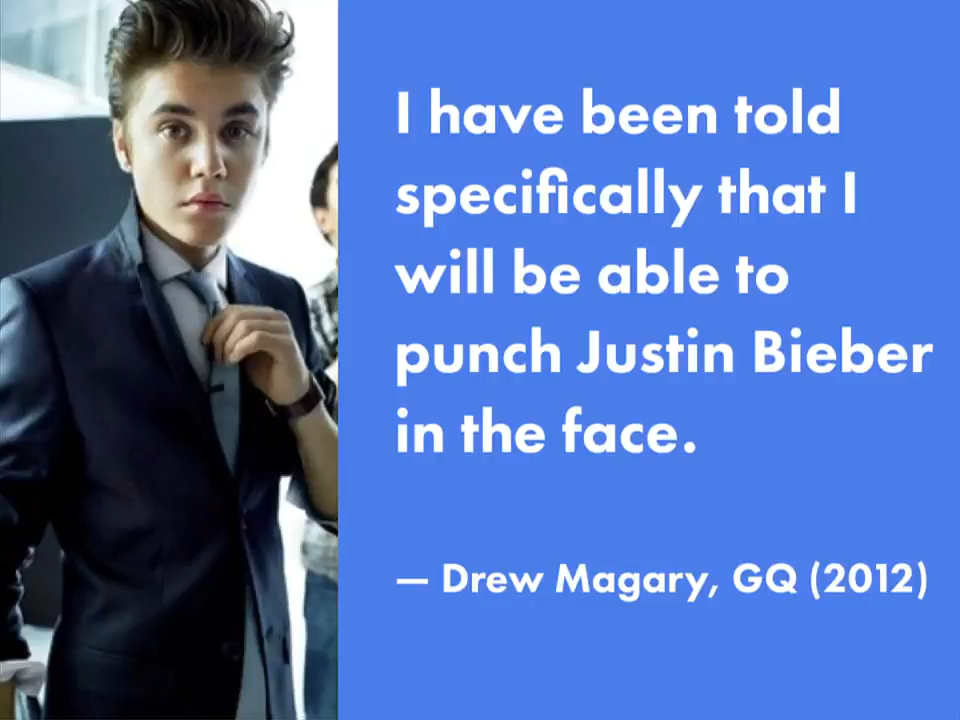 I have been told
specifically that I
will be able to
punch Justin Bieber
in the face.
— Drew Magary, GQ (2012)